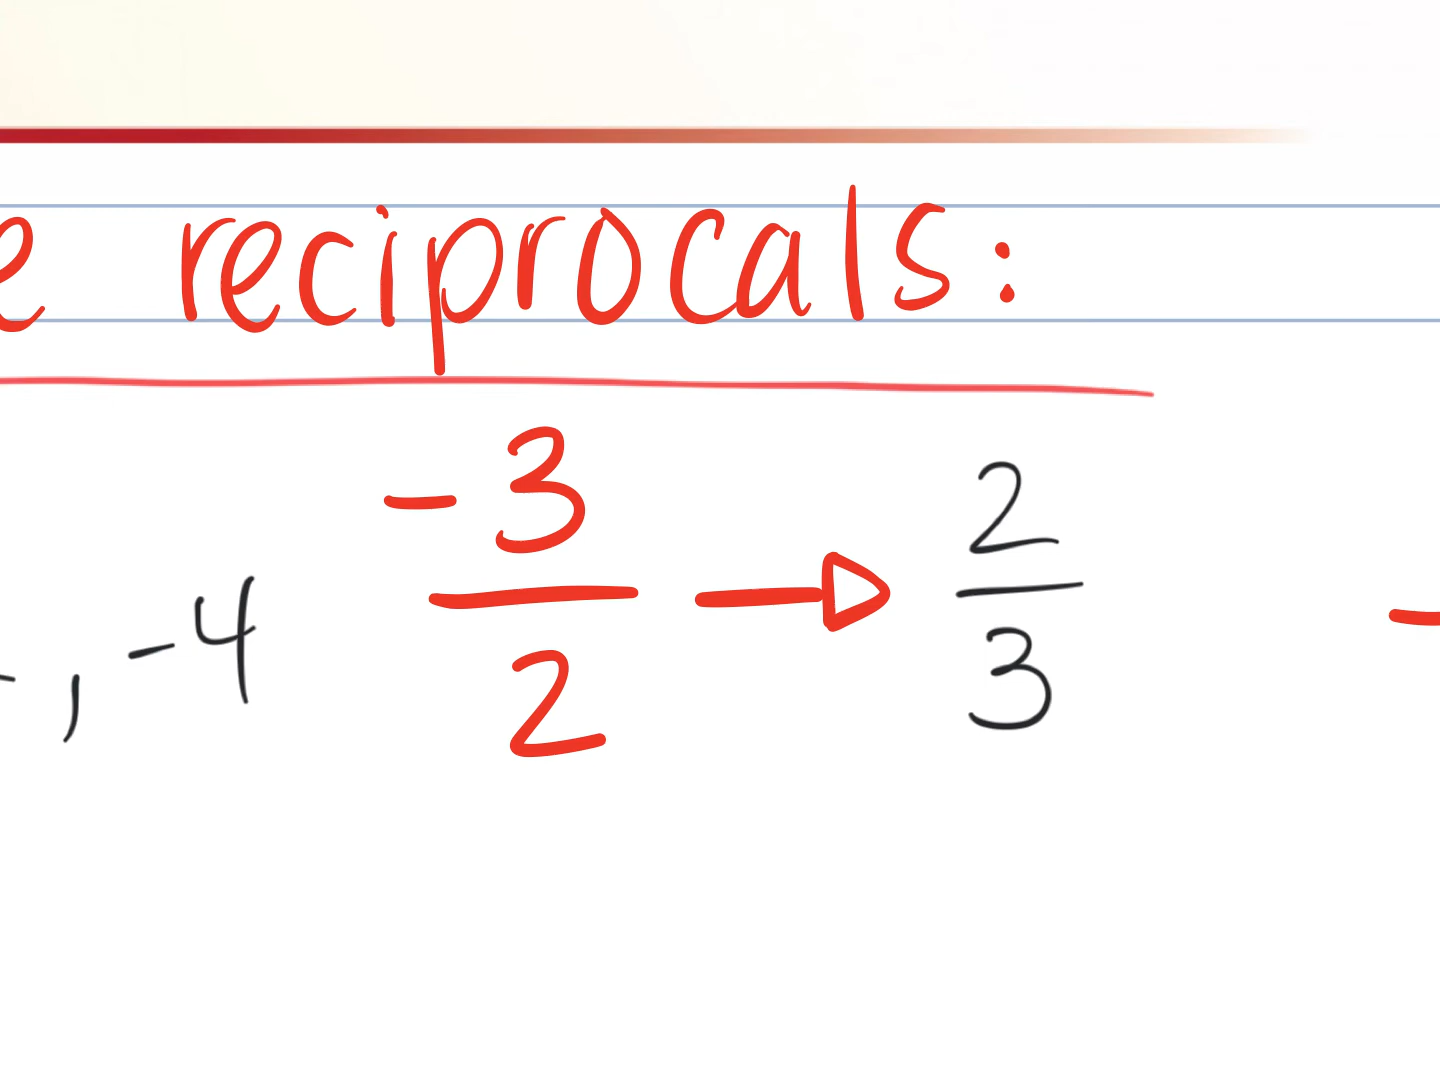 e reciprocals:
, -4 -3/2 → 2/3 -